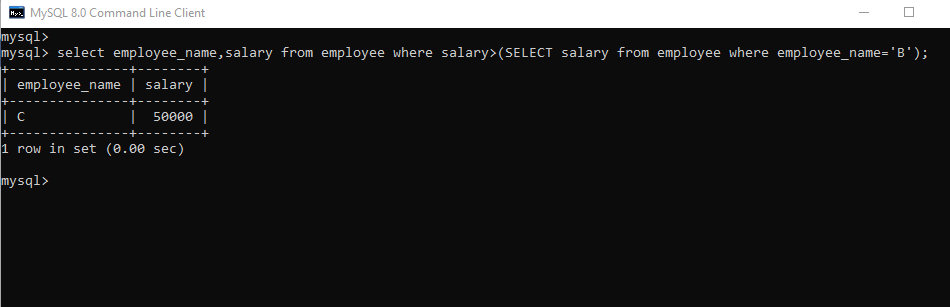 MySQL 8.0 Command Line Client
mysql>
mysql> select employee_name,salary from employee where salary>(SELECT salary from employee where employee_name='B');
+---------------+--------+
| employee_name | salary |
+---------------+--------+
| C             |  50000 |
+---------------+--------+
1 row in set (0.00 sec)

mysql>